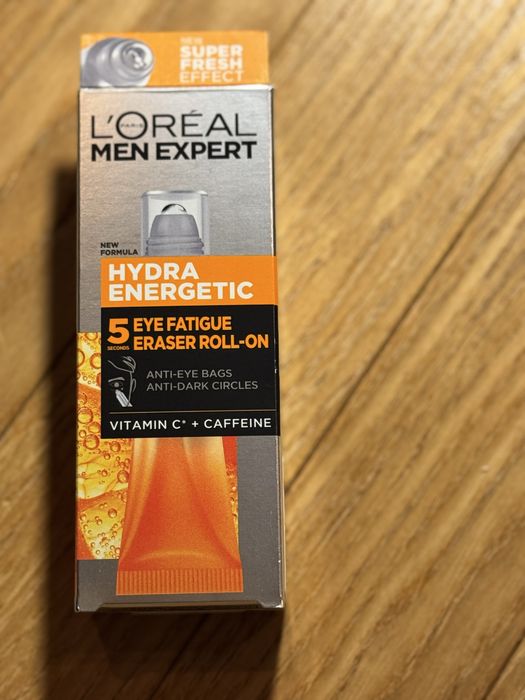 NEW
SUPER
FRESH
EFFECT
L'ORÉAL
PARIS
MEN EXPERT
NEW
FORMULA
HYDRA
ENERGETIC
5 SECONDS
EYE FATIGUE
ERASER ROLL-ON
ANTI-EYE BAGS
ANTI-DARK CIRCLES
VITAMIN C* + CAFFEINE